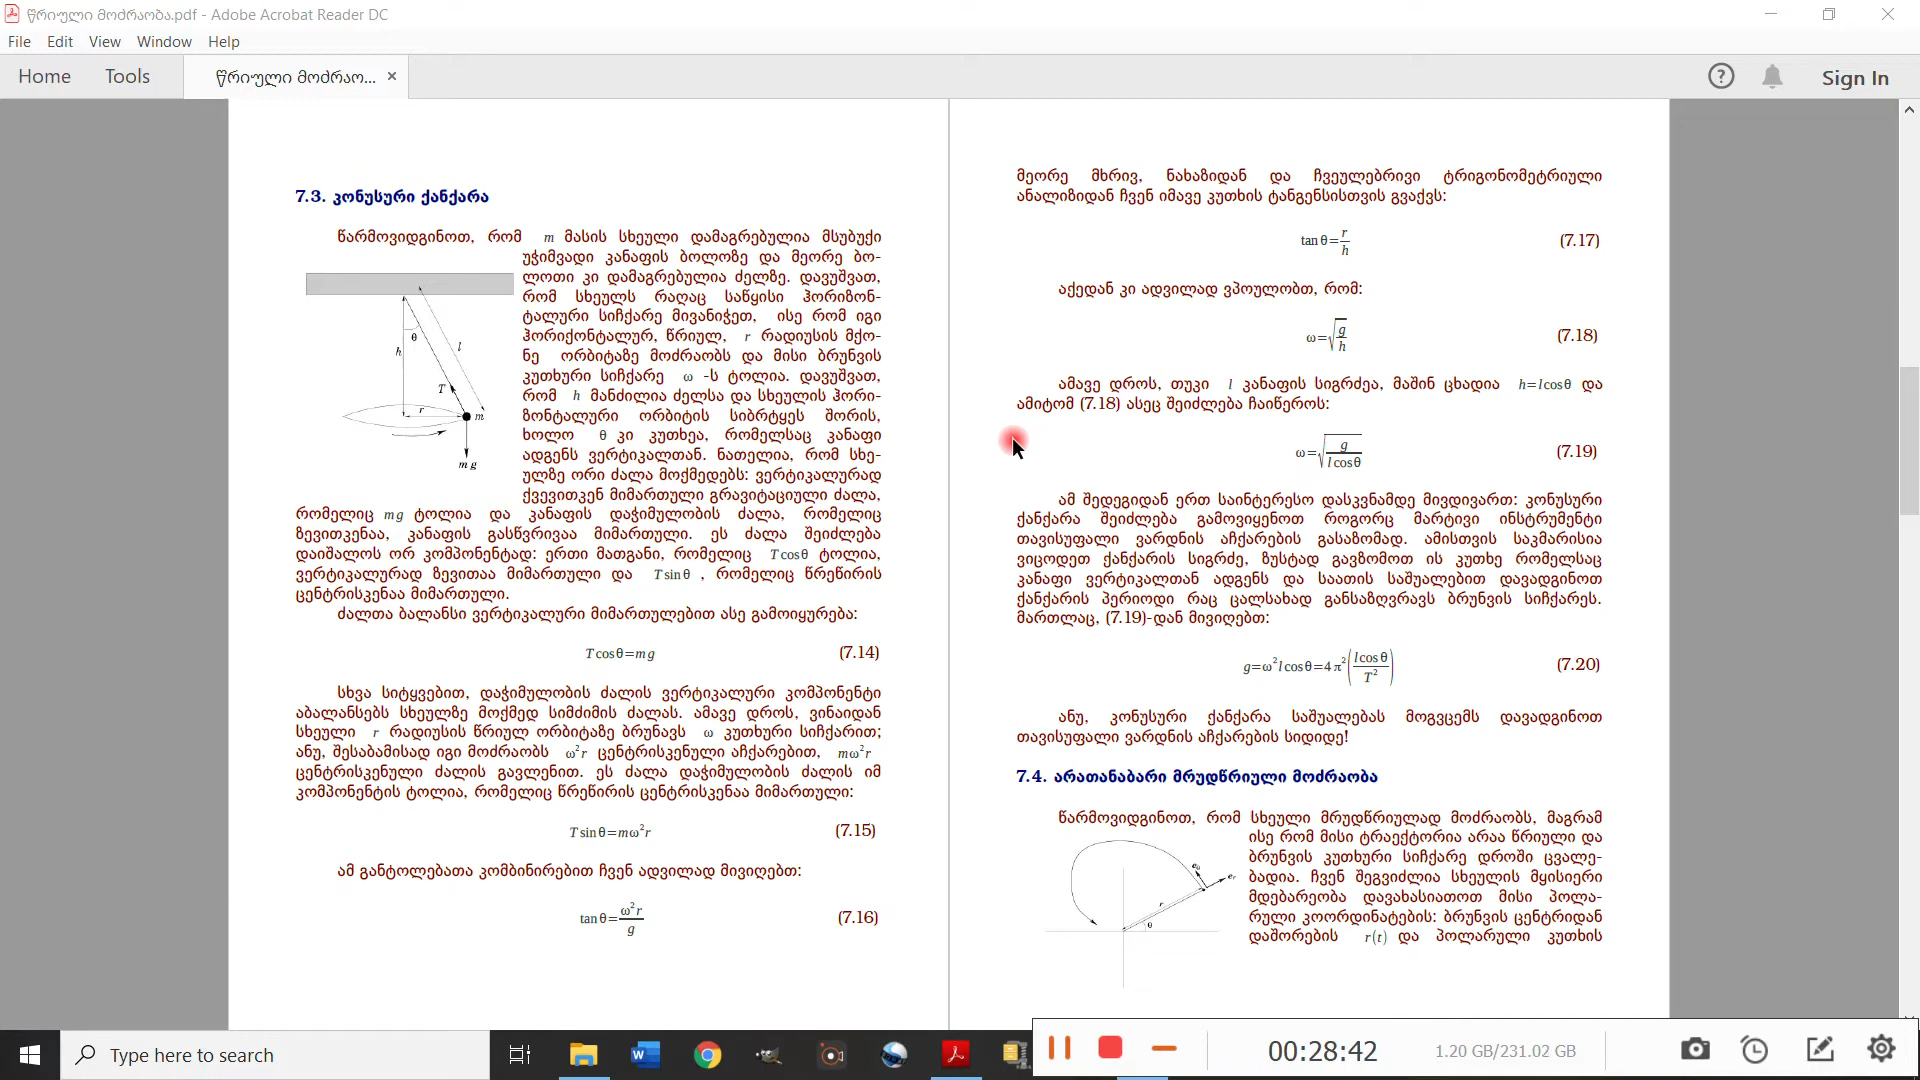 წრიული მოძრაობა.pdf - Adobe Acrobat Reader DC
File Edit View Window Help
Home Tools წრიული მოძრაო... × ? Sign In
7.3. კონუსური ქანქარა
წარმოვიდგინოთ, რომ m მასის სხეული დამაგრებულია მსუბუქი
უჭიმვადი კანაფის ბოლოზე და მეორე ბო-
ლოთი კი დამაგრებულია ძელზე. დავუშვათ,
რომ სხეულს რაღაც საწყისი ჰორიზონ-
ტალური სიჩქარე მივანიჭეთ, ისე რომ იგი
ჰორიქონტალურ, წრიულ, r რადიუსის მქო-
ნე ორბიტაზე მოძრაობს და მისი ბრუნვის
კუთხური სიჩქარე ω -ს ტოლია. დავუშვათ,
რომ h მანძილია ძელსა და სხეულის ჰორი-
ზონტალური ორბიტის სიბრტყეს შორის,
ხოლო θ კი კუთხეა, რომელსაც კანაფი
ადგენს ვერტიკალთან. ნათელია, რომ სხე-
ულზე ორი ძალა მოქმედებს: ვერტიკალურად
ქვევითკენ მიმართული გრავიტაციული ძალა,
θ
h
l
T
r
m
m g
რომელიც m g ტოლია და კანაფის დაჭიმულობის ძალა, რომელიც
ზევითკენაა, კანაფის გასწვრივაა მიმართული. ეს ძალა შეიძლება
დაიშალოს ორ კომპონენტად: ერთი მათგანი, რომელიც T cosθ ტოლია,
ვერტიკალურად ზევითაა მიმართული და T sinθ , რომელიც წრეწირის
ცენტრისკენაა მიმართული.
ძალთა ბალანსი ვერტიკალური მიმართულებით ასე გამოიყურება:
T cosθ=m g (7.14)
სხვა სიტყვებით, დაჭიმულობის ძალის ვერტიკალური კომპონენტი
აბალანსებს სხეულზე მოქმედ სიმძიმის ძალას. ამავე დროს, ვინაიდან
სხეული r რადიუსის წრიულ ორბიტაზე ბრუნავს ω კუთხური სიჩქარით;
ანუ, შესაბამისად იგი მოძრაობს ω²r ცენტრისკენული აჩქარებით, mω²r
ცენტრისკენული ძალის გავლენით. ეს ძალა დაჭიმულობის ძალის იმ
კომპონენტის ტოლია, რომელიც წრეწირის ცენტრისკენაა მიმართული:
T sinθ=mω²r (7.15)
ამ განტოლებათა კომბინირებით ჩვენ ადვილად მივიღებთ:
tanθ=ω²r/g (7.16)
მეორე მხრივ, ნახაზიდან და ჩვეულებრივი ტრიგონომეტრიული
ანალიზიდან ჩვენ იმავე კუთხის ტანგენსისთვის გვაქვს:
tanθ=r/h (7.17)
აქედან კი ადვილად ვპოულობთ, რომ:
ω=√(g/h) (7.18)
ამავე დროს, თუკი l კანაფის სიგრძეა, მაშინ ცხადია h=lcosθ და
ამიტომ (7.18) ასეც შეიძლება ჩაიწეროს:
ω=√(g/(l cosθ)) (7.19)
ამ შედეგიდან ერთ საინტერესო დასკვნამდე მივდივართ: კონუსური
ქანქარა შეიძლება გამოვიყენოთ როგორც მარტივი ინსტრუმენტი
თავისუფალი ვარდნის აჩქარების გასაზომად. ამისთვის საკმარისია
ვიცოდეთ ქანქარის სიგრძე, ზუსტად გავზომოთ ის კუთხე რომელსაც
კანაფი ვერტიკალთან ადგენს და საათის საშუალებით დავადგინოთ
ქანქარის პერიოდი რაც ცალსახად განსაზღვრავს ბრუნვის სიჩქარეს.
მართლაც, (7.19)-დან მივიღებთ:
g=ω²l cosθ=4π²(l cosθ/T²) (7.20)
ანუ, კონუსური ქანქარა საშუალებას მოგვცემს დავადგინოთ
თავისუფალი ვარდნის აჩქარების სიდიდე!
7.4. არათანაბარი მრუდწრიული მოძრაობა
წარმოვიდგინოთ, რომ სხეული მრუდწრიულად მოძრაობს, მაგრამ
ისე რომ მისი ტრაექტორია არაა წრიული და
ბრუნვის კუთხური სიჩქარე დროში ცვალე-
ბადია. ჩვენ შეგვიძლია სხეულის მყისიერი
მდებარეობა დავახასიათოთ მისი პოლა-
რული კოორდინატების: ბრუნვის ცენტრიდან
დაშორების r(t) და პოლარული კუთხის
eθ
er
r
θ
Type here to search
00:28:42 1.20 GB/231.02 GB